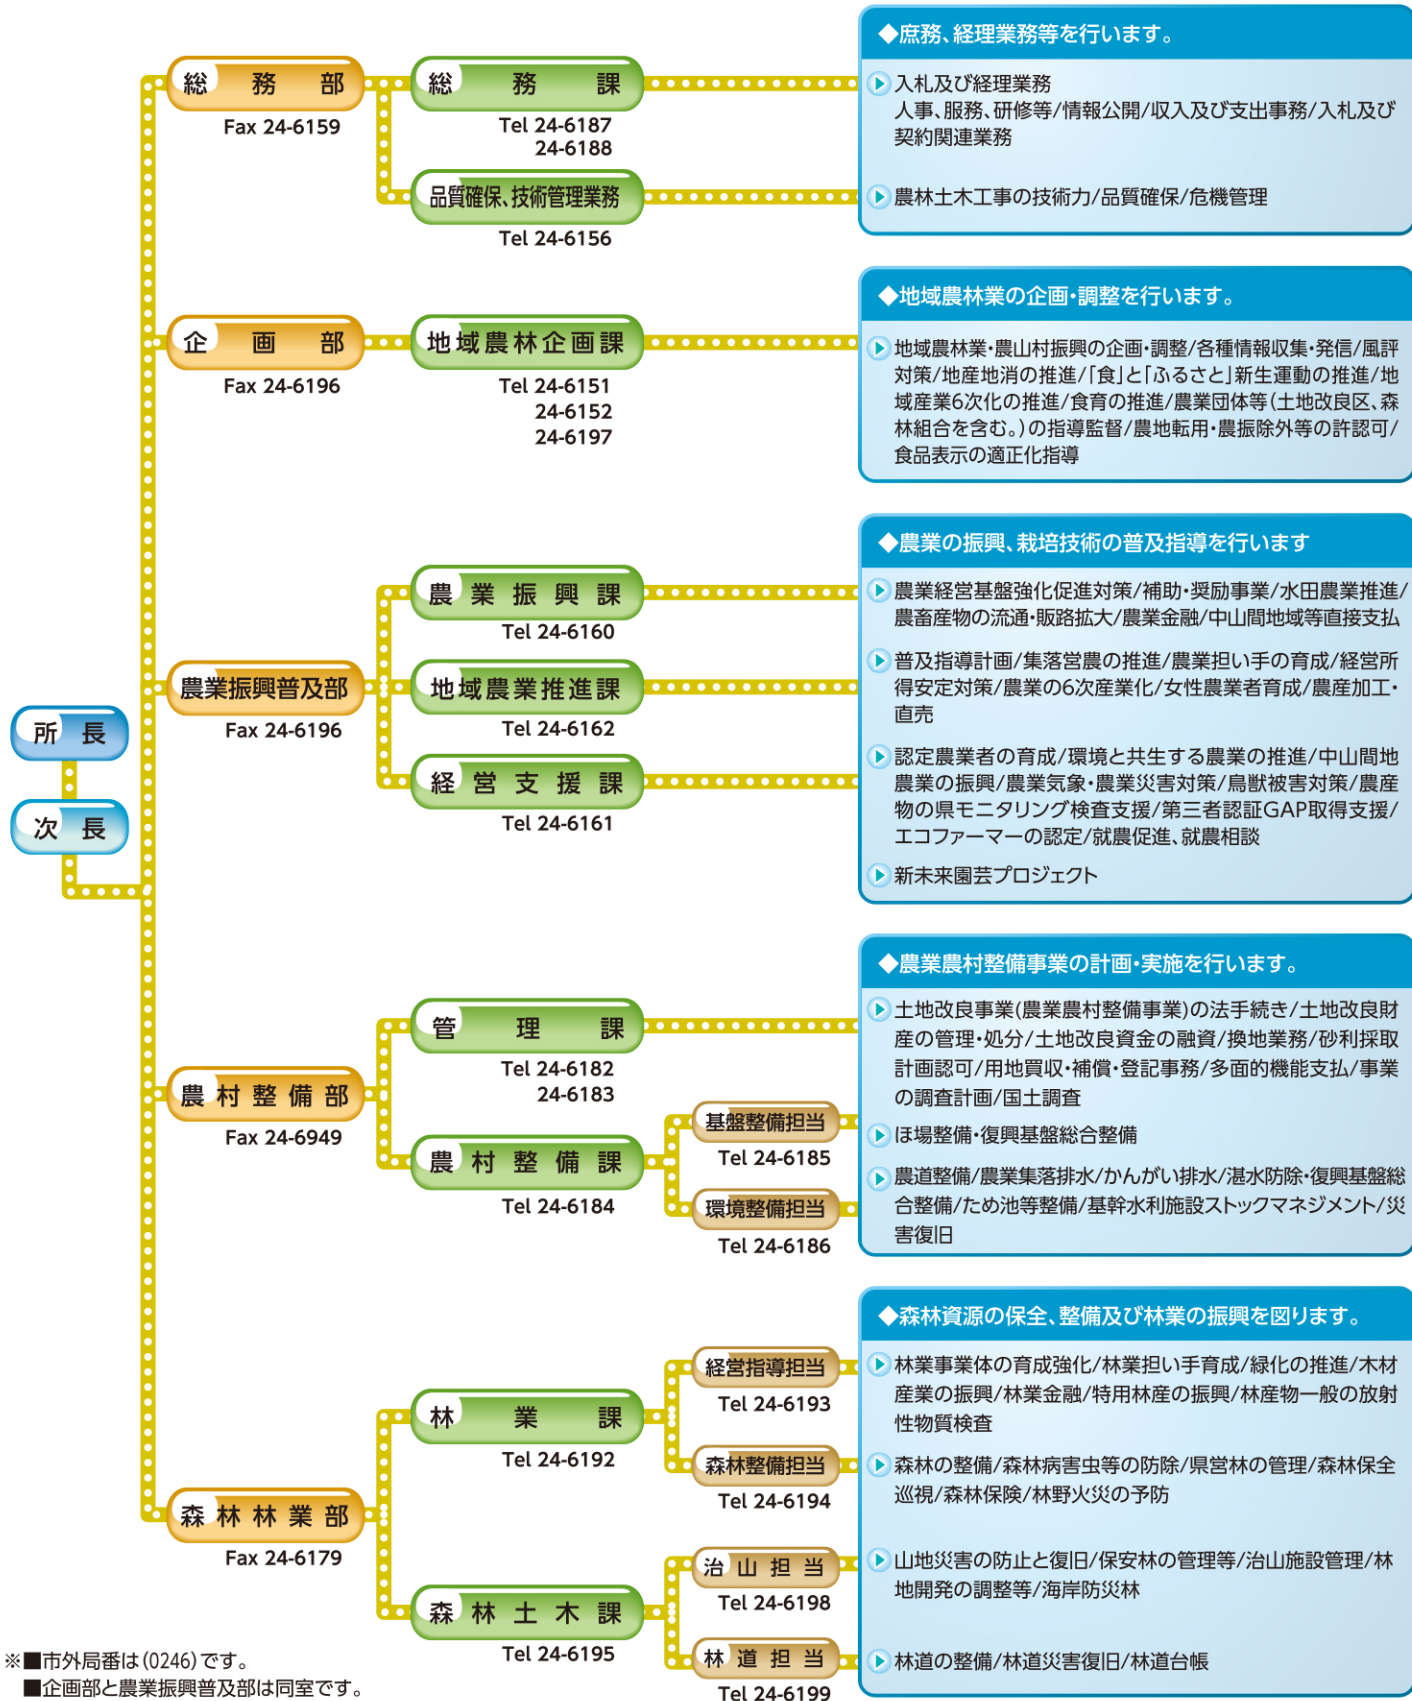 所長
次長
総務部
Fax 24-6159
総務課
Tel 24-6187
24-6188
品質確保、技術管理業務
Tel 24-6156
◆庶務、経理業務等を行います。
入札及び経理業務
人事、服務、研修等/情報公開/収入及び支出事務/入札及び
契約関連業務
農林土木工事の技術力/品質確保/危機管理
企画部
Fax 24-6196
地域農林企画課
Tel 24-6151
24-6152
24-6197
◆地域農林業の企画・調整を行います。
地域農林業・農山村振興の企画・調整/各種情報収集・発信/風評
対策/地産地消の推進/「食」と「ふるさと」新生運動の推進/地
域産業6次化の推進/食育の推進/農業団体等(土地改良区、森
林組合を含む。)の指導監督/農地転用・農振除外等の許認可/
食品表示の適正化指導
農業振興普及部
Fax 24-6196
農業振興課
Tel 24-6160
地域農業推進課
Tel 24-6162
経営支援課
Tel 24-6161
◆農業の振興、栽培技術の普及指導を行います
農業経営基盤強化促進対策/補助・奨励事業/水田農業推進/
農畜産物の流通・販路拡大/農業金融/中山間地域等直接支払
普及指導計画/集落営農の推進/農業担い手の育成/経営所
得安定対策/農業の6次産業化/女性農業者育成/農産加工・
直売
認定農業者の育成/環境と共生する農業の推進/中山間地
農業の振興/農業気象・農業災害対策/鳥獣被害対策/農産
物の県モニタリング検査支援/第三者認証GAP取得支援/
エコファーマーの認定/就農促進、就農相談
新未来園芸プロジェクト
農村整備部
Fax 24-6949
管理課
Tel 24-6182
24-6183
農村整備課
Tel 24-6184
基盤整備担当
Tel 24-6185
環境整備担当
Tel 24-6186
◆農業農村整備事業の計画・実施を行います。
土地改良事業(農業農村整備事業)の法手続き/土地改良財
産の管理・処分/土地改良資金の融資/換地業務/砂利採取
計画認可/用地買収・補償・登記事務/多面的機能支払/事業
の調査計画/国土調査
ほ場整備・復興基盤総合整備
農道整備/農業集落排水/かんがい排水/湛水防除・復興基盤総
合整備/ため池等整備/基幹水利施設ストックマネジメント/災
害復旧
森林林業部
Fax 24-6179
林業課
Tel 24-6192
経営指導担当
Tel 24-6193
森林整備担当
Tel 24-6194
森林土木課
Tel 24-6195
治山担当
Tel 24-6198
林道担当
Tel 24-6199
◆森林資源の保全、整備及び林業の振興を図ります。
林業事業体の育成強化/林業担い手育成/緑化の推進/木材
産業の振興/林業金融/特用林産の振興/林産物一般の放射
性物質検査
森林の整備/森林病害虫等の防除/県営林の管理/森林保全
巡視/森林保険/林野火災の予防
山地災害の防止と復旧/保安林の管理等/治山施設管理/林
地開発の調整等/海岸防災林
林道の整備/林道災害復旧/林道台帳
※■市外局番は(0246)です。
■企画部と農業振興普及部は同室です。